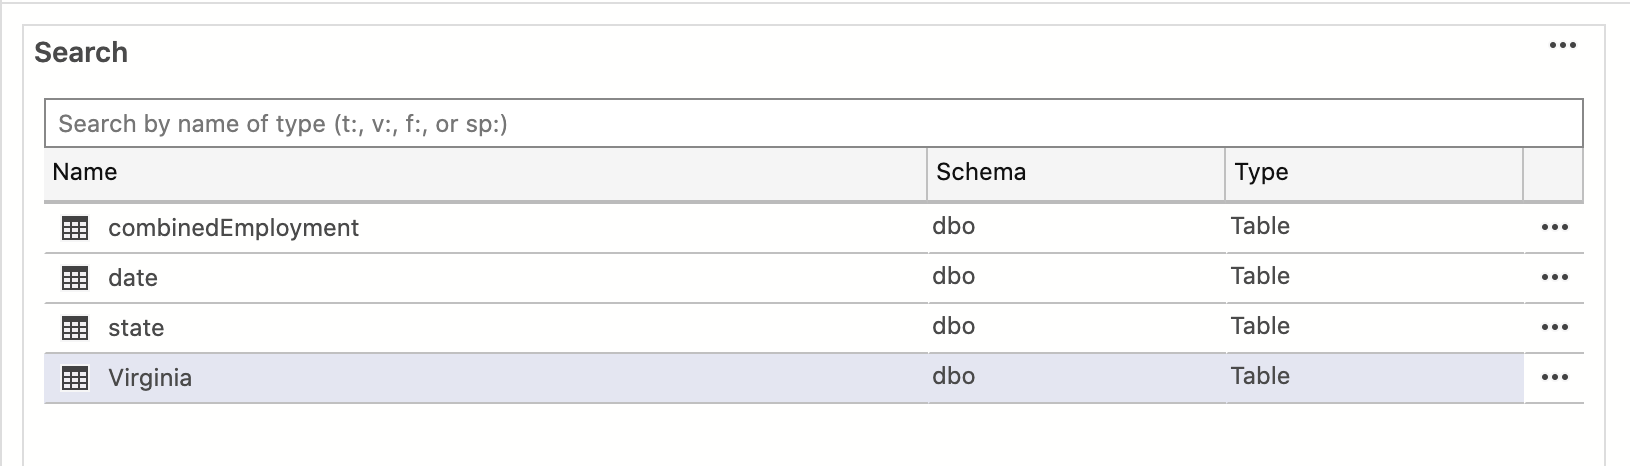 Search
Search by name of type (t:, v:, f:, or sp:)
Name Schema Type
combinedEmployment dbo Table
date dbo Table
state dbo Table
Virginia dbo Table